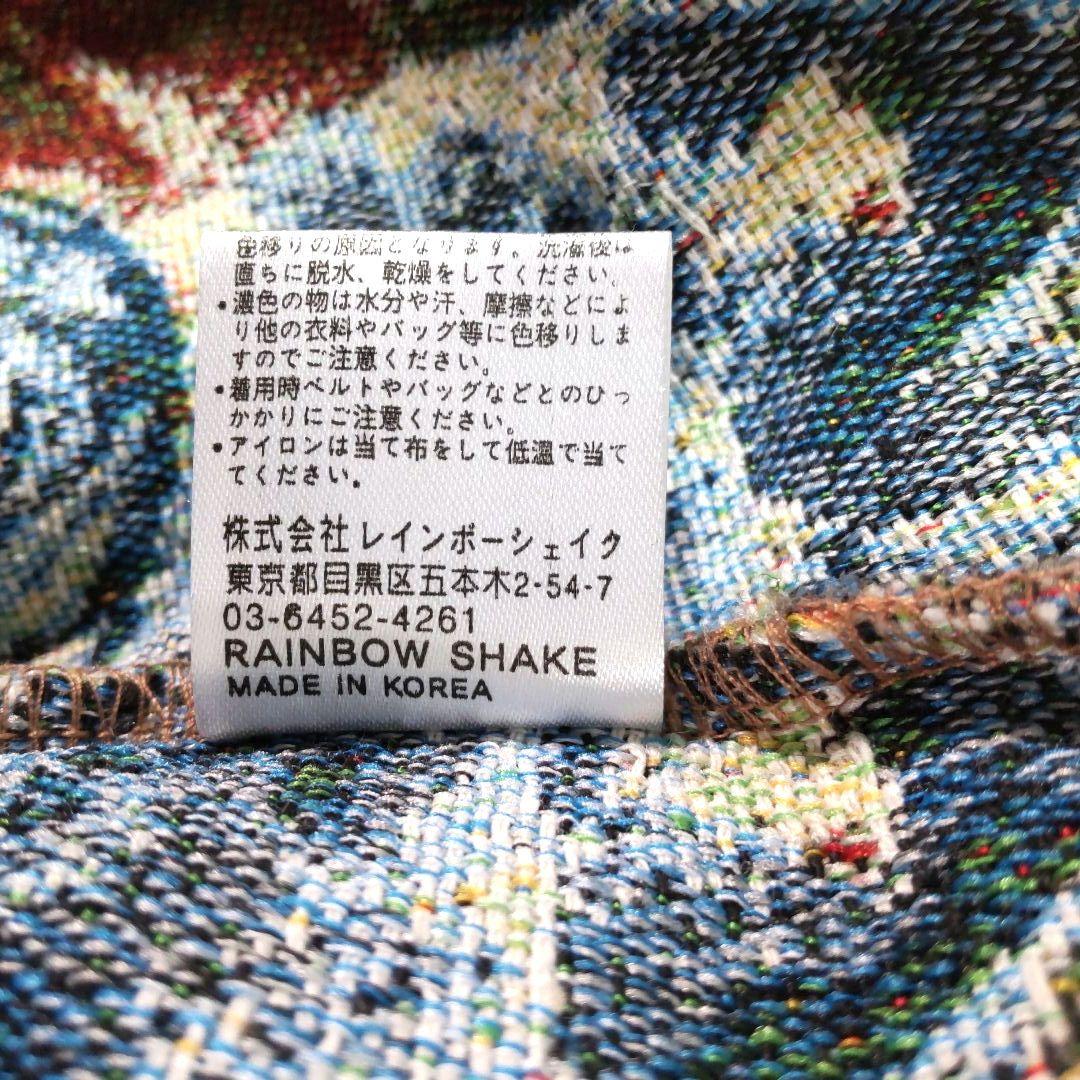 色移りの原因となります。洗濯後は
直ちに脱水、乾燥をしてください。
・濃色の物は水分や汗、摩擦などによ
り他の衣料やバッグ等に色移りしま
すのでご注意ください。
・着用時ベルトやバッグなどとのひっ
かかりにご注意ください。
・アイロンは当て布をして低温で当て
てください。
株式会社レインボーシェイク
東京都目黒区五本木2-54-7
03-6452-4261
RAINBOW SHAKE
MADE IN KOREA